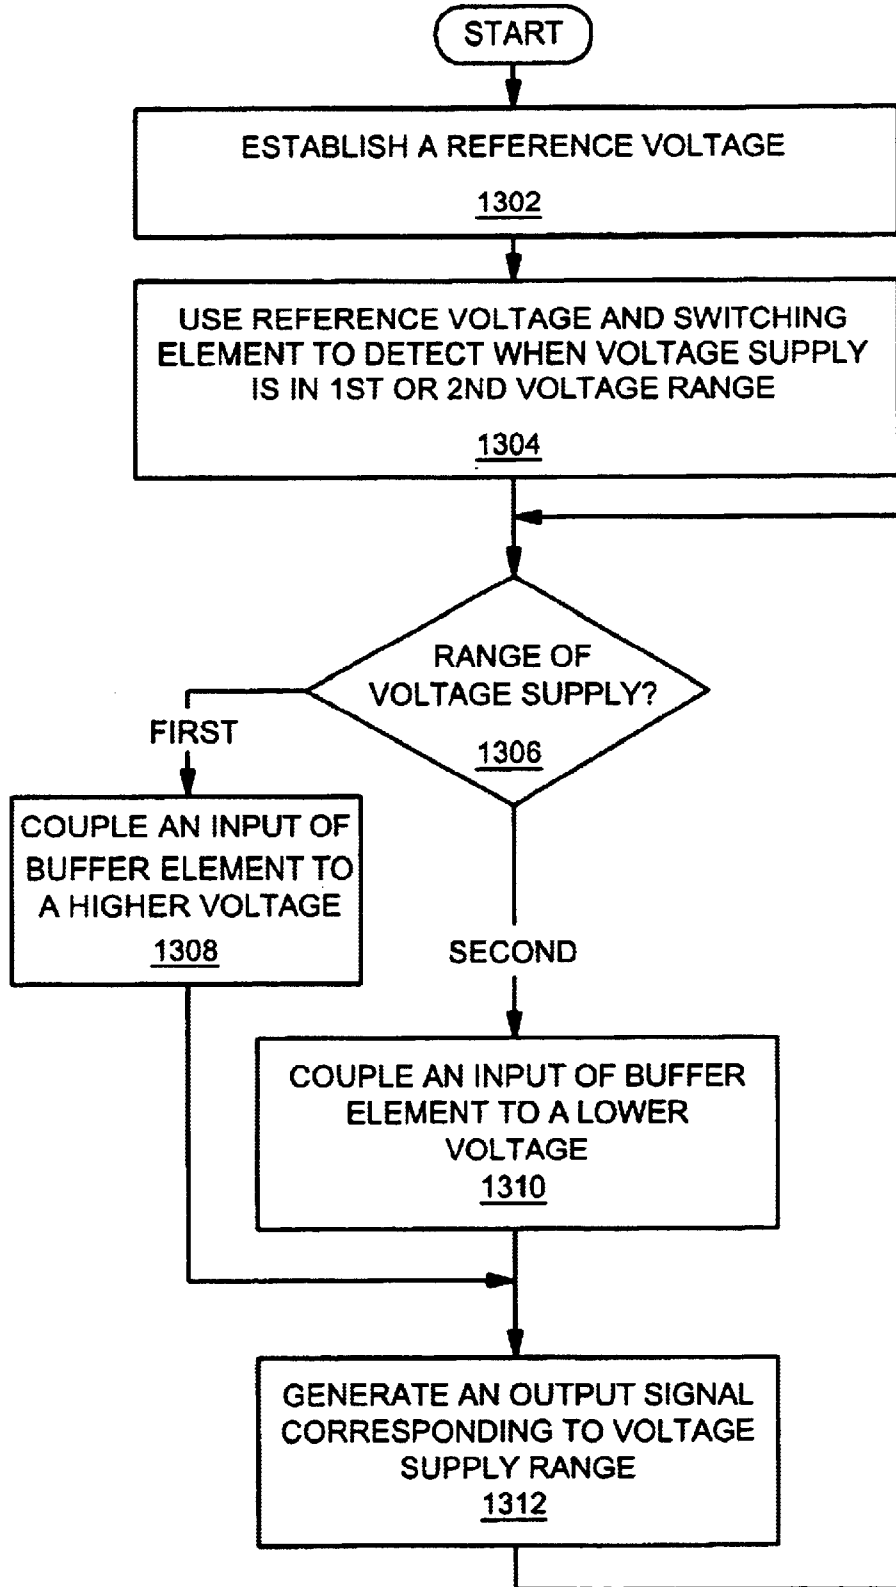 START
ESTABLISH A REFERENCE VOLTAGE
1302
USE REFERENCE VOLTAGE AND SWITCHING
ELEMENT TO DETECT WHEN VOLTAGE SUPPLY
IS IN 1ST OR 2ND VOLTAGE RANGE
1304
RANGE OF
VOLTAGE SUPPLY?
1306
FIRST
COUPLE AN INPUT OF
BUFFER ELEMENT TO
A HIGHER VOLTAGE
1308
SECOND
COUPLE AN INPUT OF BUFFER
ELEMENT TO A LOWER
VOLTAGE
1310
GENERATE AN OUTPUT SIGNAL
CORRESPONDING TO VOLTAGE
SUPPLY RANGE
1312